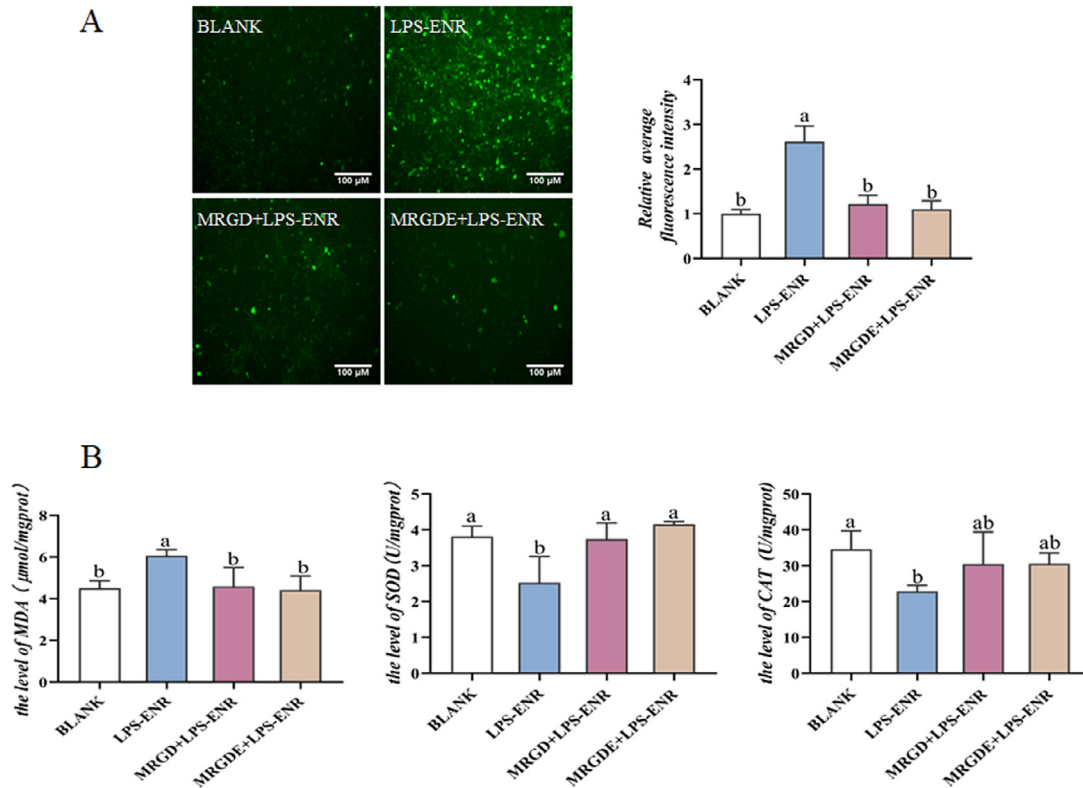 A
BLANK
LPS-ENR
100 μM
100 μM
MRGD+LPS-ENR
MRGDE+LPS-ENR
100 μM
100 μM
Relative average
fluorescence intensity
4
3
2
1
0
b
a
b
b
BLANK
LPS-ENR
MRGD+LPS-ENR
MRGDE+LPS-ENR
B
the level of MDA ( μmol/mgprot)
8
6
4
2
0
b
a
b
b
BLANK
LPS-ENR
MRGD+LPS-ENR
MRGDE+LPS-ENR
the level of SOD (U/mgprot)
5
4
3
2
1
0
a
b
a
a
BLANK
LPS-ENR
MRGD+LPS-ENR
MRGDE+LPS-ENR
the level of CAT (U/mgprot)
50
40
30
20
10
0
a
b
ab
ab
BLANK
LPS-ENR
MRGD+LPS-ENR
MRGDE+LPS-ENR